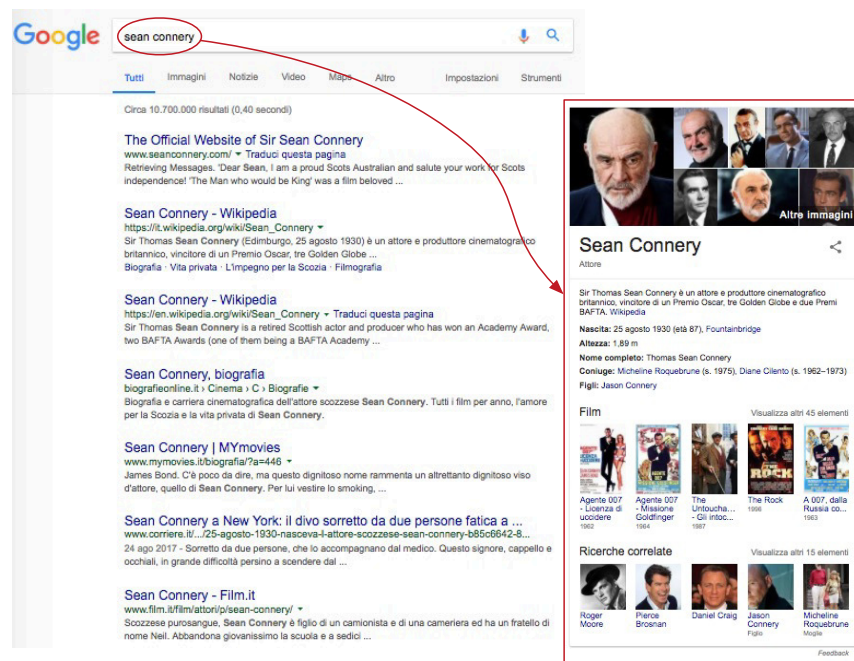 Google
sean connery
Tutti Immagini Notizie Video Maps Altro Impostazioni Strumenti
Circa 10.700.000 risultati (0,40 secondi)
The Official Website of Sir Sean Connery
www.seanconnery.com/ Traduci questa pagina
Retrieving Messages. 'Dear Sean, I am a proud Scots Australian and salute your work for Scots
independence! 'The Man who would be King' was a film beloved ...
Sean Connery - Wikipedia
https://it.wikipedia.org/wiki/Sean_Connery
Sir Thomas Sean Connery (Edimburgo, 25 agosto 1930) è un attore e produttore cinematografico
britannico, vincitore di un Premio Oscar, tre Golden Globe ...
Biografia · Vita privata · L'impegno per la Scozia · Filmografia
Sean Connery - Wikipedia
https://en.wikipedia.org/wiki/Sean_Connery Traduci questa pagina
Sir Thomas Sean Connery is a retired Scottish actor and producer who has won an Academy Award,
two BAFTA Awards (one of them being a BAFTA Academy ...
Sean Connery, biografia
biografieonline.it › Cinema › C › Biografie
Biografia e carriera cinematografica dell'attore scozzese Sean Connery. Tutti i film per anno, l'amore
per la Scozia e la vita privata di Sean Connery.
Sean Connery | MYmovies
www.mymovies.it/biografia/?a=446
James Bond. C'è poco da dire, ma questo dignitoso nome rammenta un altrettanto dignitoso viso
d'attore, quello di Sean Connery. Per lui vestire lo smoking, ...
Sean Connery a New York: il divo sorretto da due persone fatica a ...
www.corriere.it/.../25-agosto-1930-nasceva-l-attore-scozzese-sean-connery-b85c6642-8...
24 ago 2017 - Sorretto da due persone, che lo accompagnano dal medico. Questo signore, cappello e
occhiali, in grande difficoltà persino a scendere dal ...
Sean Connery - Film.it
www.film.it/film/attori/p/sean-connery/
Scozzese purosangue, Sean Connery è figlio di un camionista e di una cameriera ed ha un fratello di
nome Neil. Abbandona giovanissimo la scuola e a sedici ...
Altre immagini
Sean Connery
Attore
Sir Thomas Sean Connery è un attore e produttore cinematografico
britannico, vincitore di un Premio Oscar, tre Golden Globe e due Premi
BAFTA. Wikipedia
Nascita: 25 agosto 1930 (età 87), Fountainbridge
Altezza: 1,89 m
Nome completo: Thomas Sean Connery
Coniuge: Micheline Roquebrune (s. 1975), Diane Cilento (s. 1962–1973)
Figli: Jason Connery
Film Visualizza altri 45 elementi
THE ROCK
Agente 007 Agente 007 The The Rock A 007, dalla
- Licenza di - Missione Untoucha... 1996 Russia co...
uccidere Goldfinger - Gli intoc... 1963
1962 1964 1987
Ricerche correlate Visualizza altri 15 elementi
Roger Pierce Daniel Craig Jason Micheline
Moore Brosnan Connery Roquebrune
Figlio Moglie
Feedback